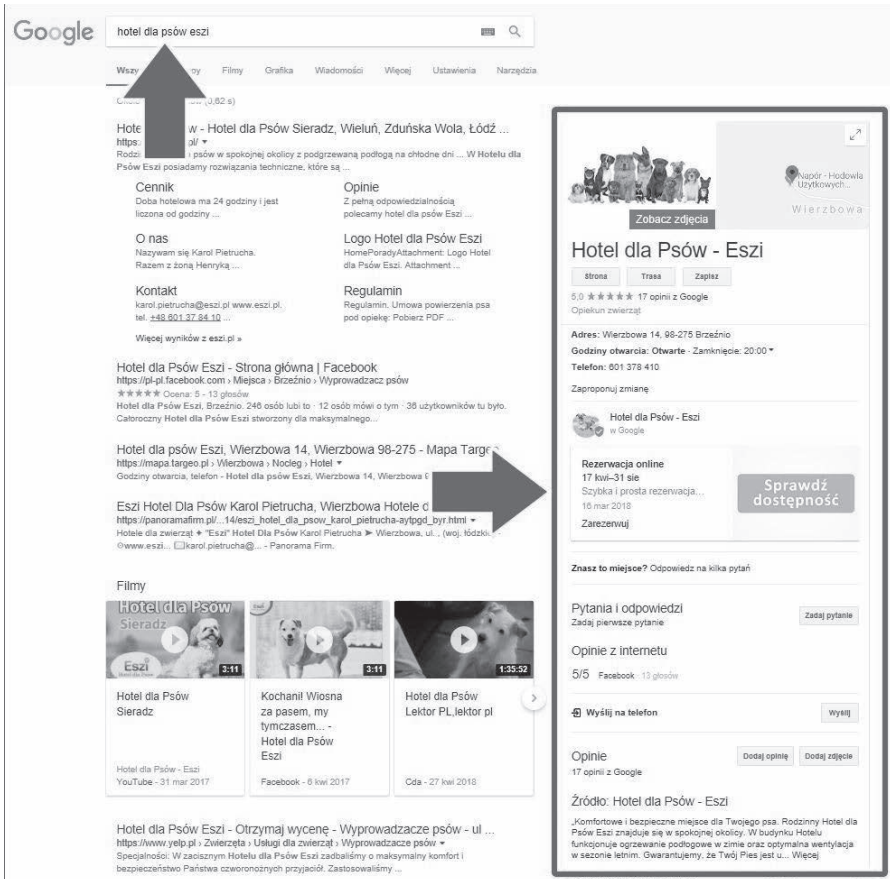 Google
hotel dla psów eszi
Filmy Grafika Wiadomości Więcej Ustawienia Narzędzia
(0,62 s)
- Hotel dla Psów Sieradz, Wieluń, Zduńska Wola, Łódź ...
psów w spokojnej okolicy z podgrzewaną podłogą na chłodne dni ... W Hotelu dla
Psów Eszi posiadamy rozwiązania techniczne, które są ...
Cennik
Doba hotelowa ma 24 godziny i jest
liczona od godziny ...
Opinie
Z pełną odpowiedzialnością
polecamy hotel dla psów Eszi ...
O nas
Nazywam się Karol Pietrucha.
Razem z żoną Henryką ...
Logo Hotel dla Psów Eszi
HomePoradyAttachment: Logo Hotel
dla Psów Eszi. Attachment ...
Kontakt
karol.pietrucha@eszi.pl www.eszi.pl.
tel. +48 601 37 84 10 ...
Regulamin
Regulamin. Umowa powierzenia psa
pod opiekę: Pobierz PDF ...
Więcej wyników z eszi.pl »
Hotel dla Psów Eszi - Strona główna | Facebook
https://pl-pl.facebook.com › Miejsca › Brzeźnio › Wyprowadzacz psów
★★★★★ Ocena: 5 - 13 głosów
Hotel dla Psów Eszi, Brzeźnio. 246 osób lubi to · 12 osób mówi o tym · 36 użytkowników tu było.
Całoroczny Hotel dla Psów Eszi stworzony dla maksymalnego...
Hotel dla psów Eszi, Wierzbowa 14, Wierzbowa 98-275 - Mapa Targeo
https://mapa.targeo.pl › Wierzbowa › Nocleg › Hotel
Godziny otwarcia, telefon - Hotel dla psów Eszi, Wierzbowa 14, Wierzbowa
Eszi Hotel Dla Psów Karol Pietrucha, Wierzbowa Hotele d
https://panoramafirm.pl/...14/eszi_hotel_dla_psow_karol_pietrucha-aytpgd_byr.html
Hotele dla zwierząt ✦ "Eszi" Hotel Dla Psów Karol Pietrucha ➤ Wierzbowa, ul. , (woj. łódzkie)
www.eszi... karol.pietrucha@... - Panorama Firm.
Filmy
Hotel dla Psów
Sieradz
Eszi
3:11
3:11
1:35:52
Hotel dla Psów
Sieradz
Hotel dla Psów - Eszi
YouTube - 31 mar 2017
Kochani! Wiosna
za pasem, my
tymczasem... -
Hotel dla Psów
Eszi
Facebook - 6 kwi 2017
Hotel dla Psów
Lektor PL,lektor pl
Cda - 27 kwi 2018
Hotel dla Psów Eszi - Otrzymaj wycenę - Wyprowadzacze psów - ul ...
https://www.yelp.pl › Zwierzęta › Usługi dla zwierząt › Wyprowadzacze psów
Specjalności: W zacisznym Hotelu dla Psów Eszi zadbaliśmy o maksymalny komfort i
bezpieczeństwo Państwa czworonożnych przyjaciół. Zastosowaliśmy ...
Zobacz zdjęcia
Napór - Hodowla
Użytkowych...
Wierzbowa
Hotel dla Psów - Eszi
Strona Trasa Zapisz
5,0 ★★★★★ 17 opinii z Google
Opiekun zwierząt
Adres: Wierzbowa 14, 98-275 Brzeźnio
Godziny otwarcia: Otwarte · Zamknięcie: 20:00
Telefon: 601 378 410
Zaproponuj zmianę
Hotel dla Psów - Eszi
w Google
Rezerwacja online
17 kwi–31 sie
Szybka i prosta rezerwacja...
16 mar 2018
Zarezerwuj
Sprawdź
dostępność
Znasz to miejsce? Odpowiedz na kilka pytań
Pytania i odpowiedzi
Zadaj pierwsze pytanie
Zadaj pytanie
Opinie z internetu
5/5 Facebook · 13 głosów
Wyślij na telefon
Wyślij
Opinie
17 opinii z Google
Dodaj opinię Dodaj zdjęcie
Źródło: Hotel dla Psów - Eszi
„Komfortowe i bezpieczne miejsce dla Twojego psa. Rodzinny Hotel dla
Psów Eszi znajduje się w spokojnej okolicy. W budynku Hotelu
funkcjonuje ogrzewanie podłogowe w zimie oraz optymalna wentylacja
w sezonie letnim. Gwarantujemy, że Twój Pies jest u... Więcej